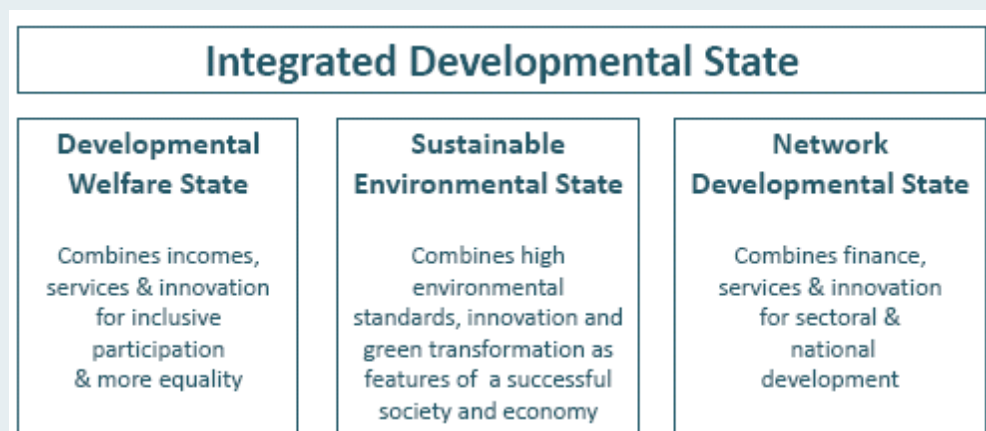 Integrated Developmental State
Developmental
Welfare State
Combines incomes,
services & innovation
for inclusive
participation
& more equality
Sustainable
Environmental State
Combines high
environmental
standards, innovation and
green transformation as
features of a successful
society and economy
Network
Developmental State
Combines finance,
services & innovation
for sectoral &
national
development